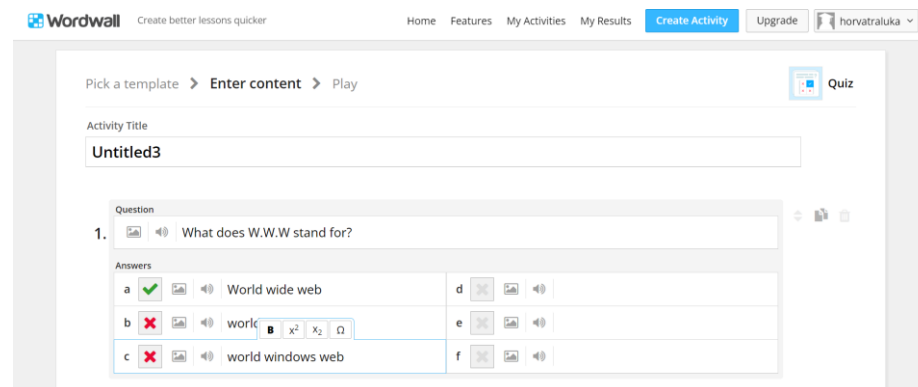 Wordwall Create better lessons quicker Home Features My Activities My Results Create Activity Upgrade horvatraluka
Pick a template > Enter content > Play Quiz
Activity Title
Untitled3
Question
1. What does W.W.W stand for?
Answers
a World wide web d
b e
B x² x₂ Ω
c world windows web f